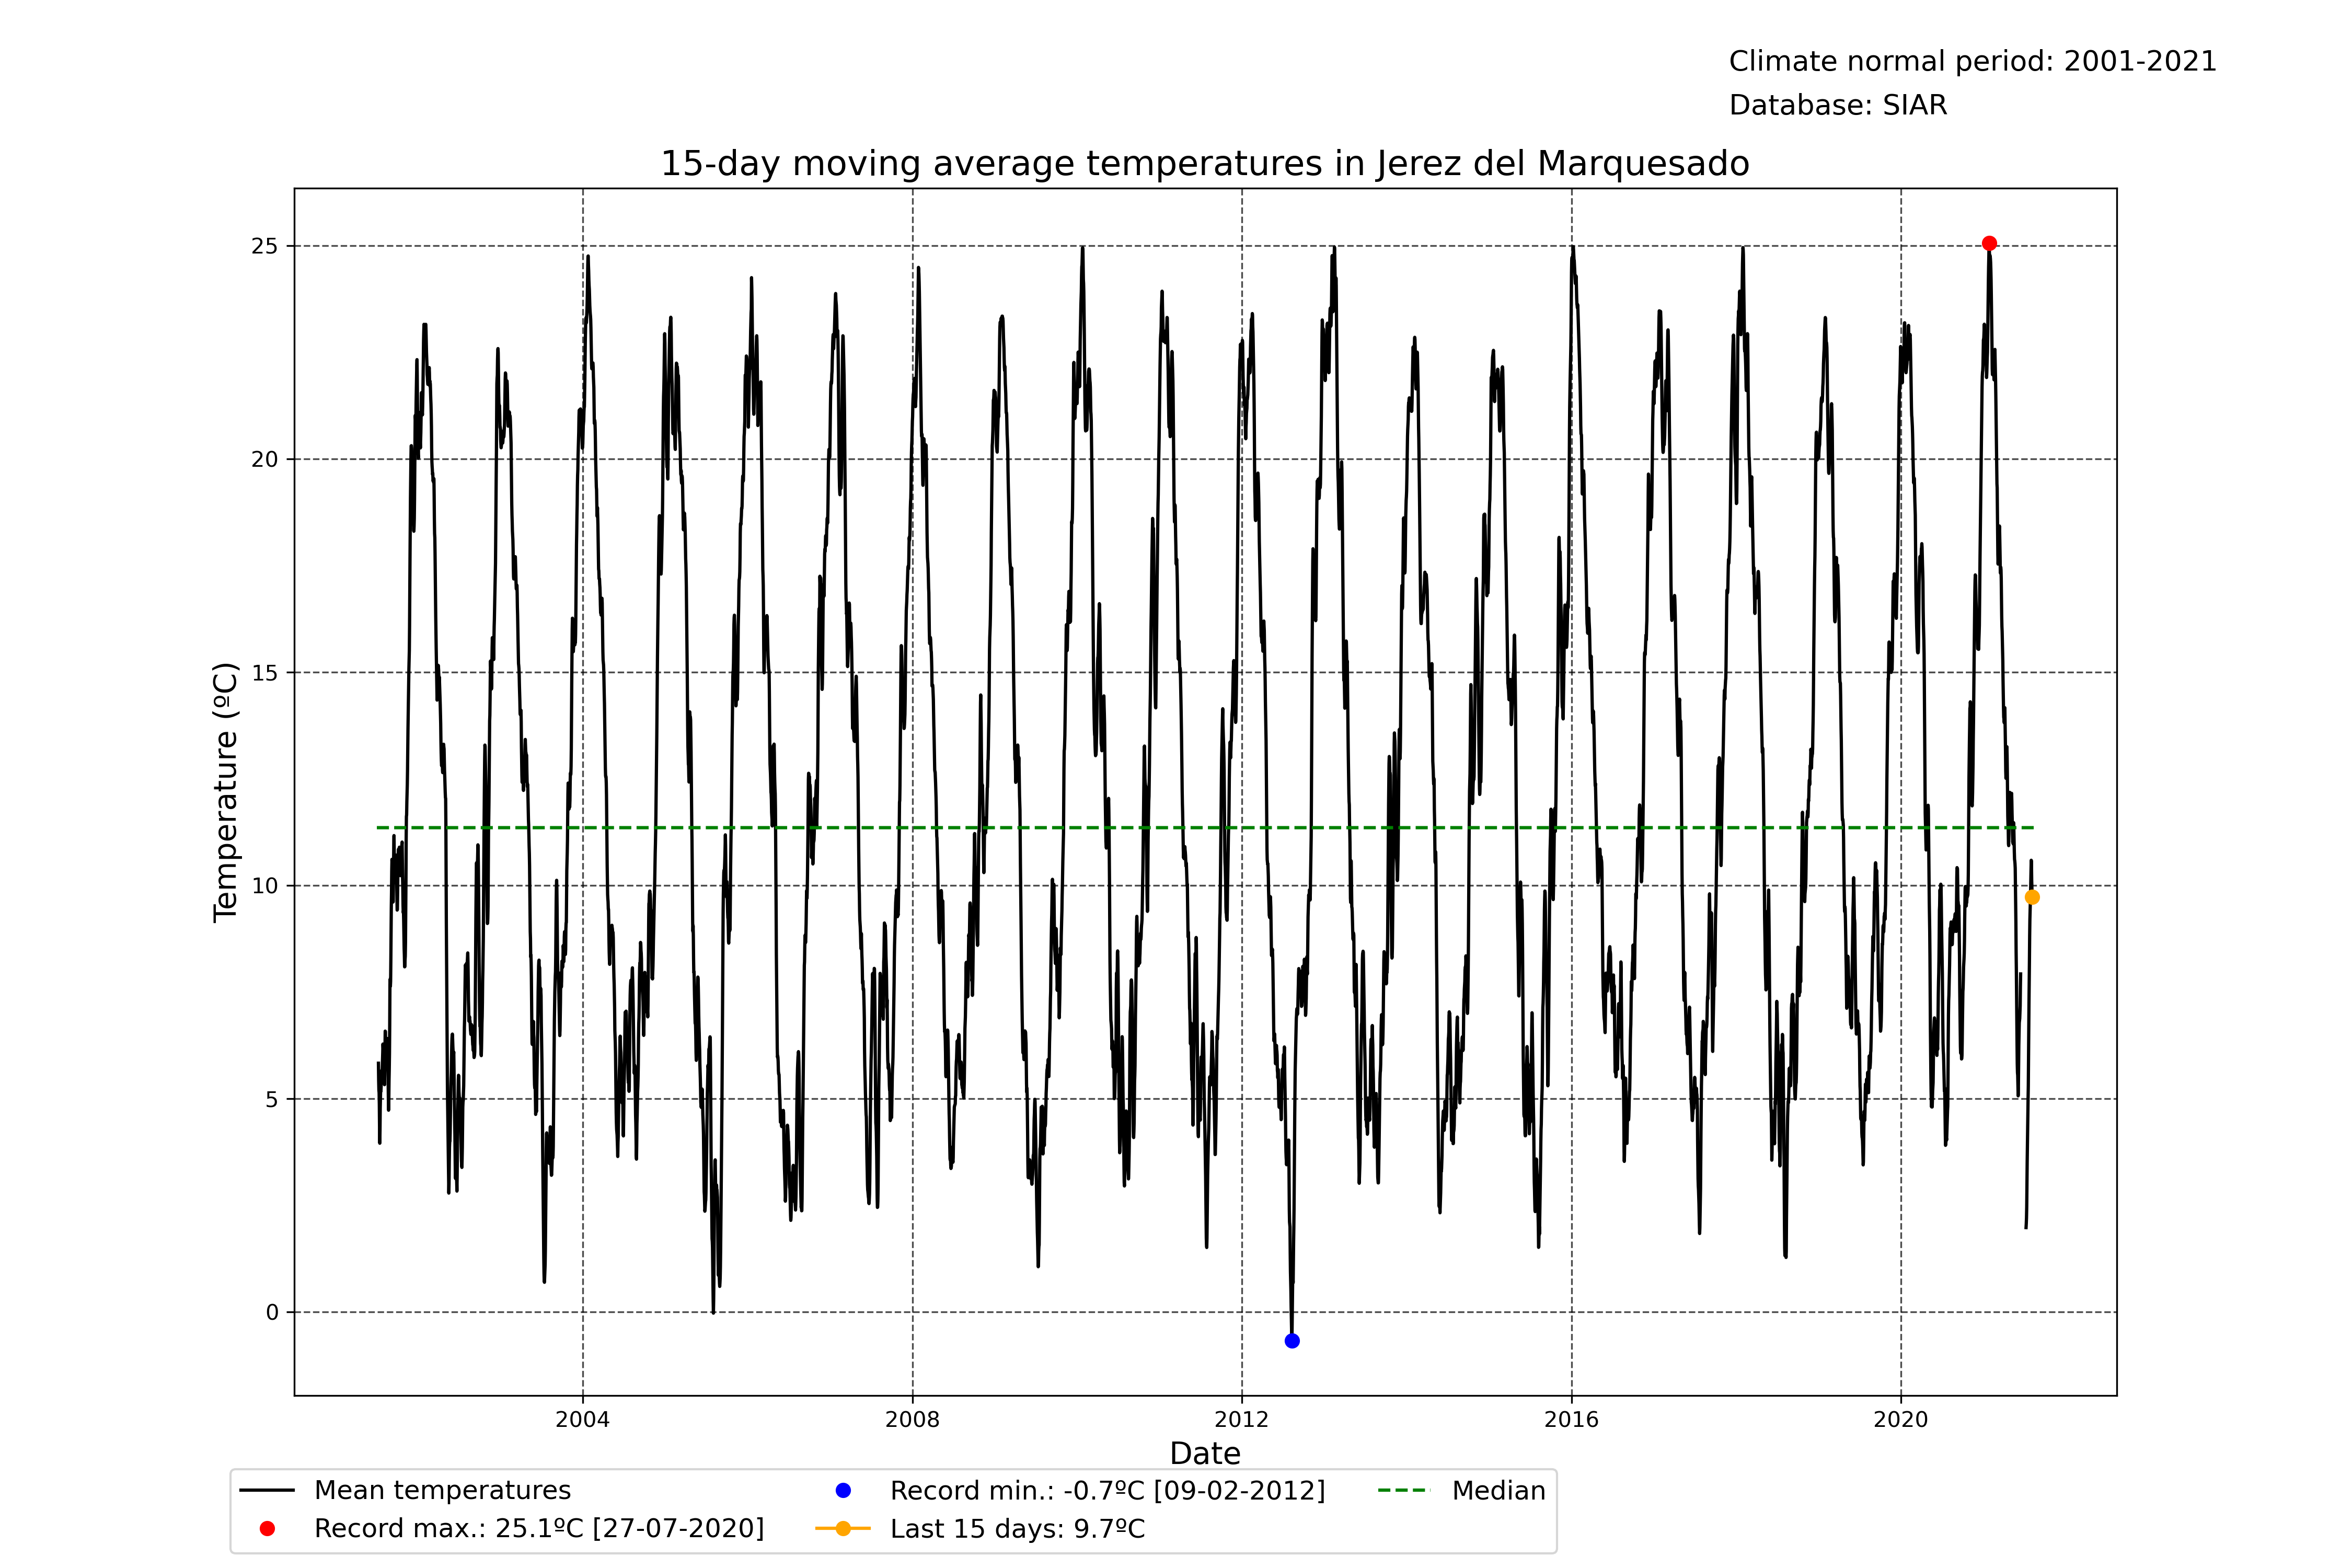 Climate normal period: 2001-2021
Database: SIAR
15-day moving average temperatures in Jerez del Marquesado
25
20
15
10
5
0
Temperature (ºC)
2004 2008 2012 2016 2020
Date
Mean temperatures
Record max.: 25.1ºC [27-07-2020]
Record min.: -0.7ºC [09-02-2012]
Last 15 days: 9.7ºC
Median